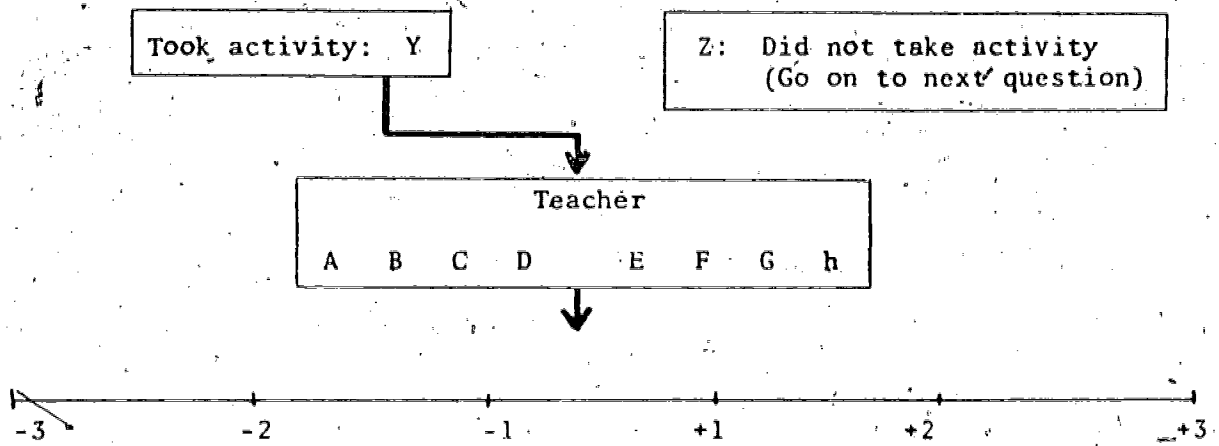 Took activity: Y
Z: Did not take activity
(Go on to next question)
Teacher
A B C D E F G h
-3 -2 -1 +1 +2 +3